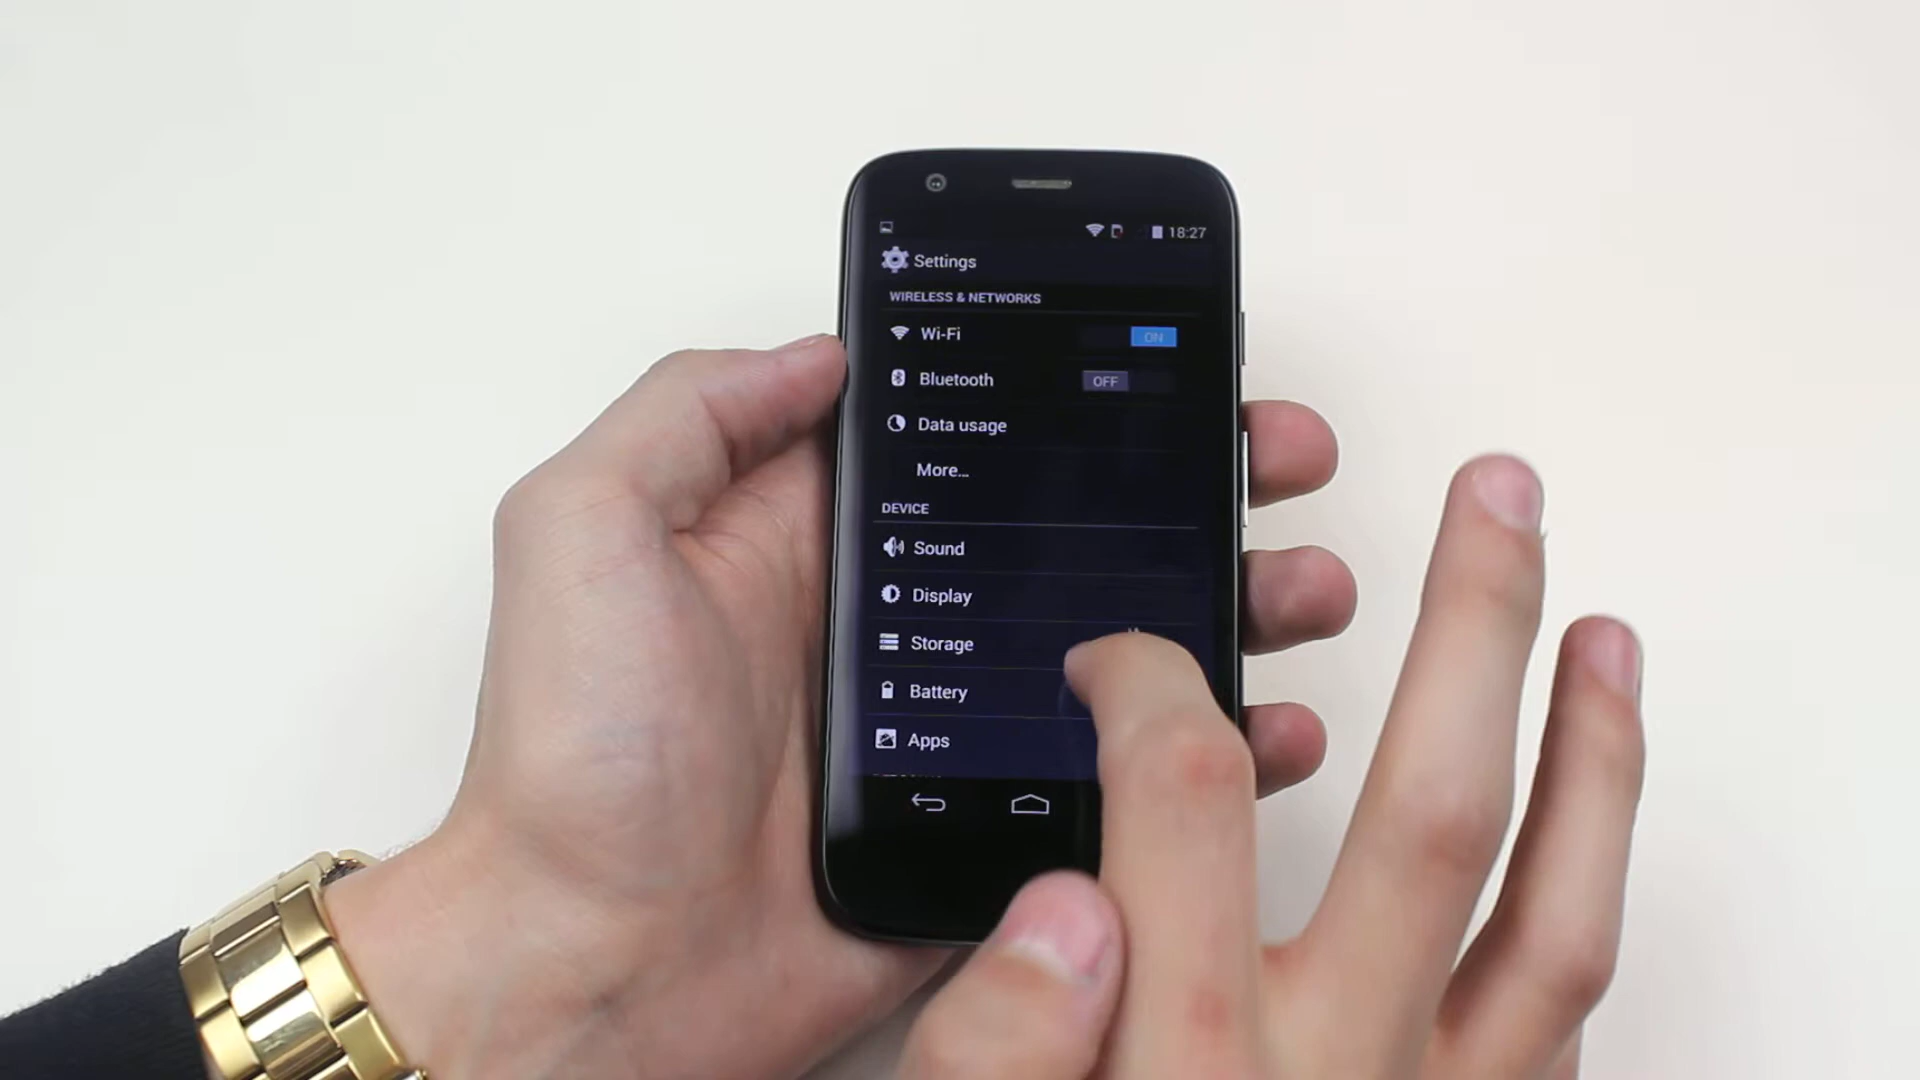 18:27
Settings
WIRELESS & NETWORKS
Wi-Fi ON
Bluetooth OFF
Data usage
More...
DEVICE
Sound
Display
Storage
Battery
Apps